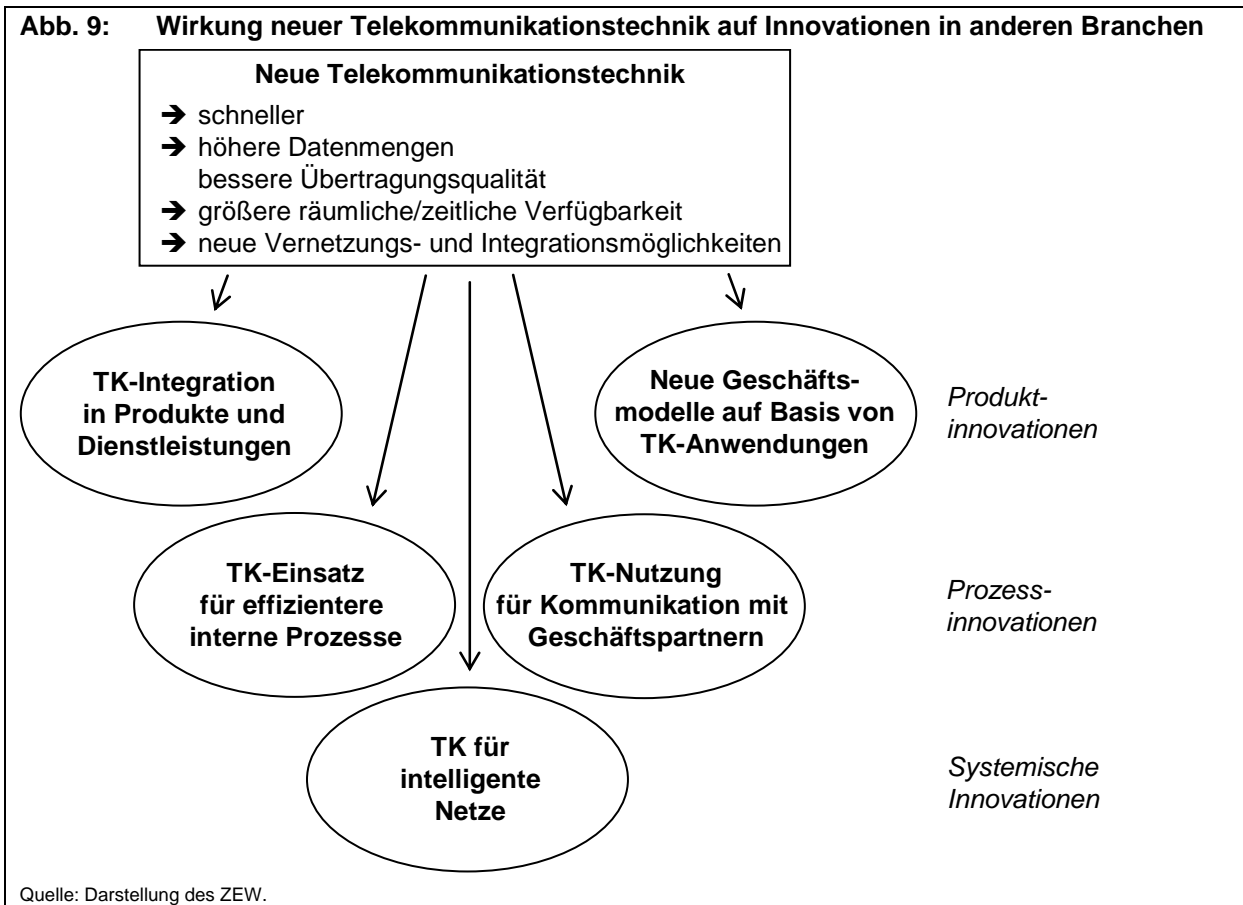 Abb. 9: Wirkung neuer Telekommunikationstechnik auf Innovationen in anderen Branchen
Neue Telekommunikationstechnik
➔ schneller
➔ höhere Datenmengen
bessere Übertragungsqualität
➔ größere räumliche/zeitliche Verfügbarkeit
➔ neue Vernetzungs- und Integrationsmöglichkeiten
TK-Integration
in Produkte und
Dienstleistungen
Neue Geschäfts-
modelle auf Basis von
TK-Anwendungen
Produkt-
innovationen
TK-Einsatz
für effizientere
interne Prozesse
TK-Nutzung
für Kommunikation mit
Geschäftspartnern
Prozess-
innovationen
TK für
intelligente
Netze
Systemische
Innovationen
Quelle: Darstellung des ZEW.